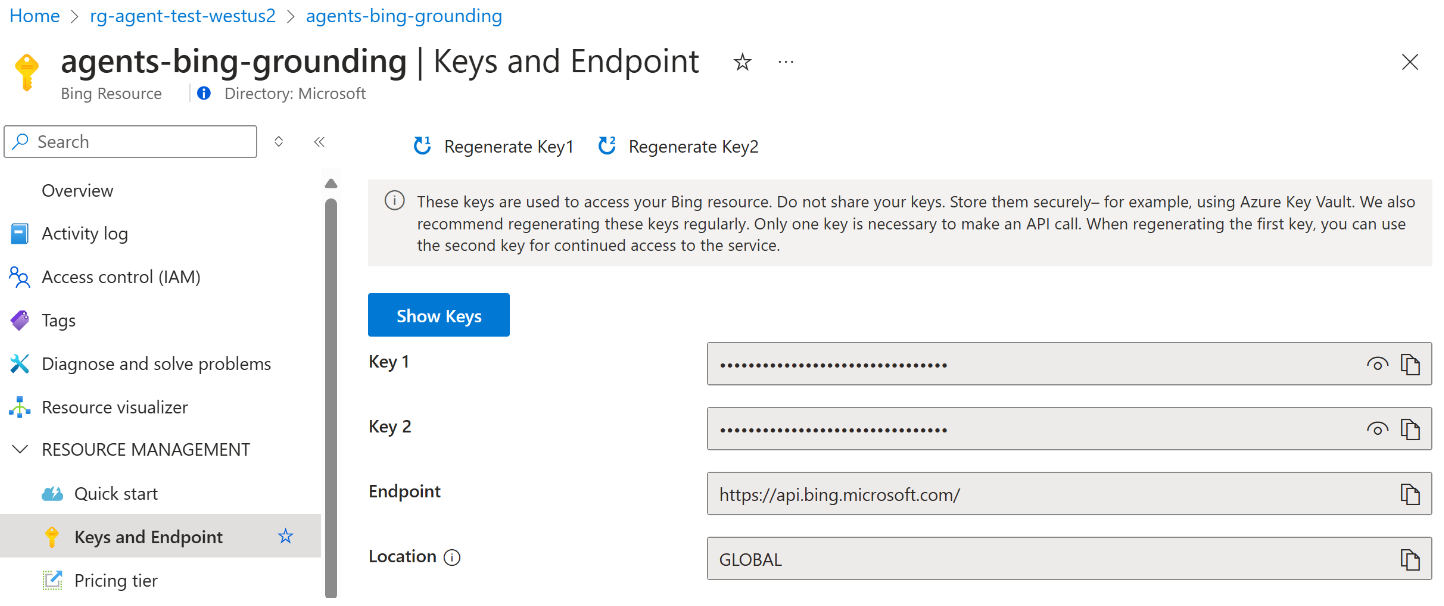 Home > rg-agent-test-westus2 > agents-bing-grounding
agents-bing-grounding | Keys and Endpoint
Bing Resource
Directory: Microsoft
Search
Overview
Activity log
Access control (IAM)
Tags
Diagnose and solve problems
Resource visualizer
RESOURCE MANAGEMENT
Quick start
Keys and Endpoint
Pricing tier
1 Regenerate Key1
2 Regenerate Key2
These keys are used to access your Bing resource. Do not share your keys. Store them securely– for example, using Azure Key Vault. We also
recommend regenerating these keys regularly. Only one key is necessary to make an API call. When regenerating the first key, you can use
the second key for continued access to the service.
Show Keys
Key 1
••••••••••••••••••••••••••••••••
Key 2
••••••••••••••••••••••••••••••••
Endpoint
https://api.bing.microsoft.com/
Location
GLOBAL